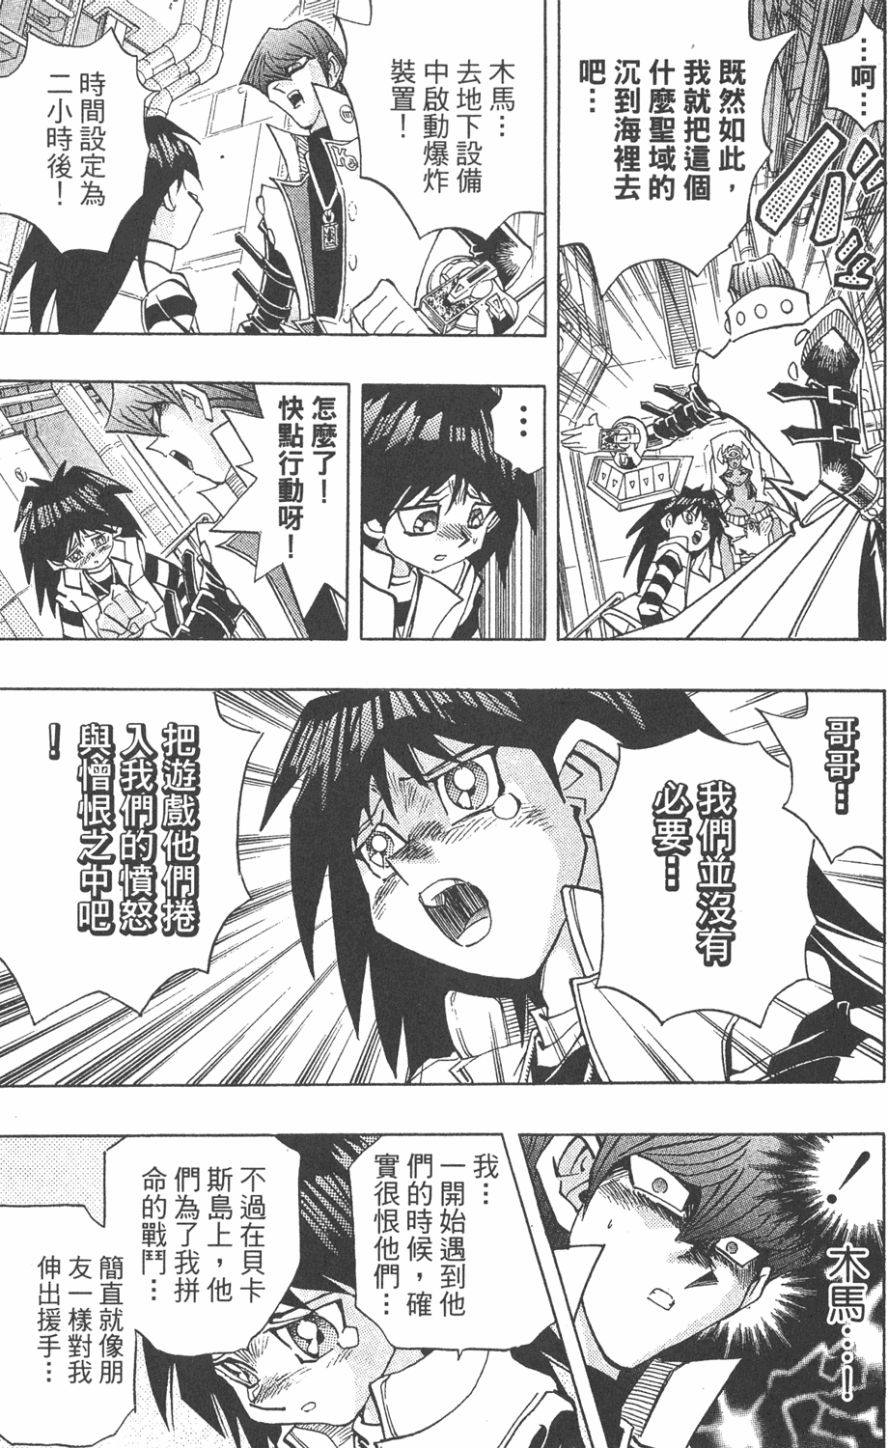 …呵…
既然如此，
我就把這個
什麼聖域的
沉到海裡去
吧…
木馬…
去地下設備
中啟動爆炸
裝置！
時間設定為
二小時後！
…
怎麼了！
快點行動呀！
哥哥…
我們並沒有
必要…
把遊戲他們捲
入我們的憤怒
與憎恨之中吧
！
！
木馬……！
我…
一開始遇到他
們的時候，確
實很恨他們…
不過在貝卡
斯島上，他
們為了我拼
命的戰鬥…
簡直就像朋
友一樣對我
伸出援手…